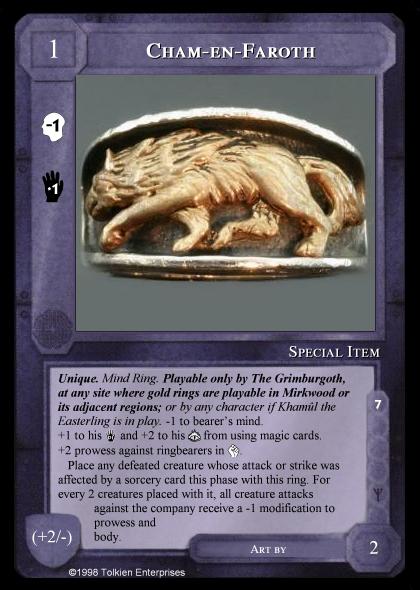 1
CHAM-EN-FAROTH
-1
-1
SPECIAL ITEM
Unique. Mind Ring. Playable only by The Grimburgoth,
at any site where gold rings are playable in Mirkwood or
its adjacent regions; or by any character if Khamûl the
Easterling is in play. -1 to bearer's mind.
+1 to his and +2 to his from using magic cards.
+2 prowess against ringbearers in .
Place any defeated creature whose attack or strike was
affected by a sorcery card this phase with this ring. For
every 2 creatures placed with it, all creature attacks
against the company receive a -1 modification to
prowess and
body.
7
(+2/-)
ART BY
2
©1998 Tolkien Enterprises